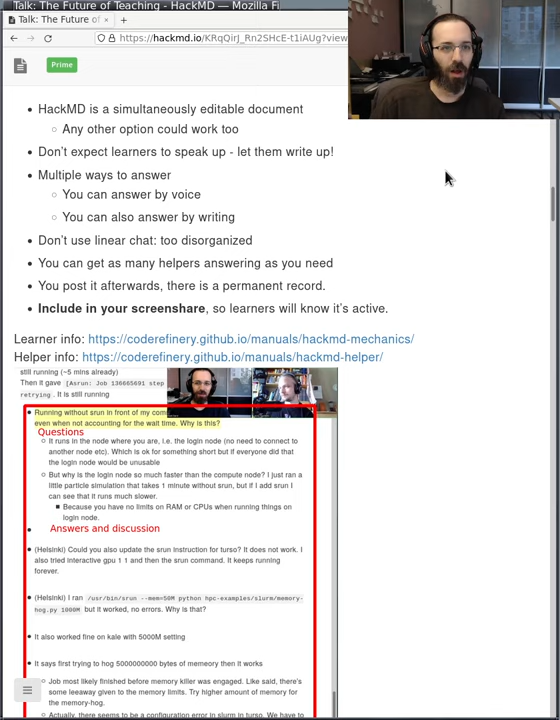 Talk: The Future of Teaching - HackMD — Mozilla Fi
Talk: The Future of
https://hackmd.io/KRqQirJ_Rn2SHcE-t1iAUg?view
Prime
• HackMD is a simultaneously editable document
◦ Any other option could work too
• Don't expect learners to speak up - let them write up!
• Multiple ways to answer
◦ You can answer by voice
◦ You can also answer by writing
• Don't use linear chat: too disorganized
• You can get as many helpers answering as you need
• You post it afterwards, there is a permanent record.
• Include in your screenshare, so learners will know it's active.
Learner info: https://coderefinery.github.io/manuals/hackmd-mechanics/
Helper info: https://coderefinery.github.io/manuals/hackmd-helper/
still running (~5 mins already)
Then it gave [Asrun: Job 136665691 step
retrying. It is still running
• Running without srun in front of my com
even when not accounting for the wait time. Why is this?
Questions
◦ It runs in the node where you are, i.e. the login node (no need to connect to
another node etc). Which is ok for something short but if everyone did that
the login node would be unusable
◦ But why is the login node so much faster than the compute node? I just ran a
little particle simulation that takes 1 minute without srun, but if I add srun I
can see that it runs much slower.
▪ Because you have no limits on RAM or CPUs when running things on
login node.
• Answers and discussion
• (Helsinki) Could you also update the srun instruction for turso? It does not work. I
also tried interactive gpu 1 1 and then the srun command. It keeps running
forever.
• (Helsinki) I ran /usr/bin/srun --mem=50M python hpc-examples/slurm/memory-
hog.py 1000M but it worked, no errors. Why is that?
• It also worked fine on kale with 5000M setting
• It says first trying to hog 5000000000 bytes of memeory then it works
◦ Job most likely finished before memory killer was engaged. Like said, there's
some leeaway given to the memory limits. Try higher amount of memory for
the memory-hog.
◦ Actually, there seems to be a configuration error in slurm in turso. We have to